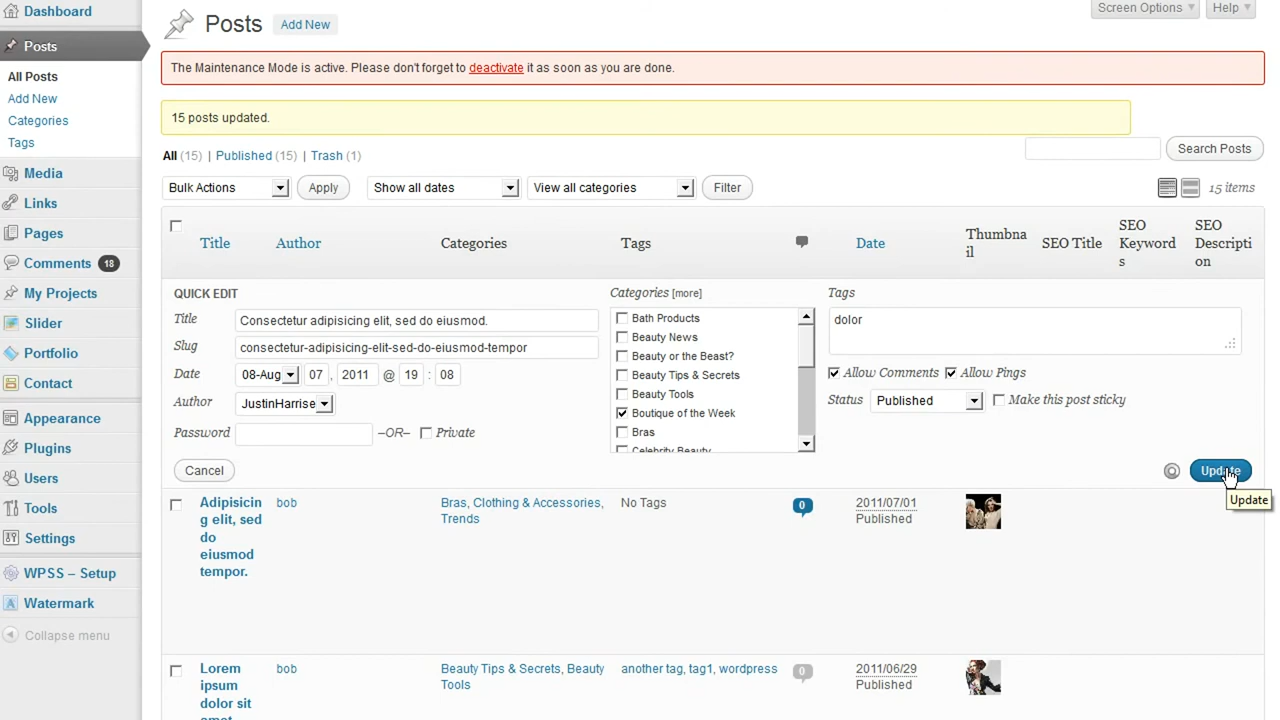 Dashboard
Posts
All Posts
Add New
Categories
Tags
Media
Links
Pages
Comments 18
My Projects
Slider
Portfolio
Contact
Appearance
Plugins
Users
Tools
Settings
WPSS – Setup
Watermark
Collapse menu
Posts Add New
Screen Options Help
The Maintenance Mode is active. Please don't forget to deactivate it as soon as you are done.
15 posts updated.
All (15) | Published (15) | Trash (1)
Search Posts
Bulk Actions Apply Show all dates View all categories Filter 15 items
Title Author Categories Tags Date Thumbna
il SEO Title SEO
Keyword
s SEO
Descripti
on
QUICK EDIT
Title Consectetur adipisicing elit, sed do eiusmod.
Slug consectetur-adipisicing-elit-sed-do-eiusmod-tempor
Date 08-Aug 07 , 2011 @ 19 : 08
Author JustinHarrise
Password –OR– Private
Categories [more]
Bath Products
Beauty News
Beauty or the Beast?
Beauty Tips & Secrets
Beauty Tools
Boutique of the Week
Bras
Celebrity Beauty
Tags
dolor
Allow Comments Allow Pings
Status Published Make this post sticky
Cancel Update
Update
Adipisicin
g elit, sed
do
eiusmod
tempor.
bob
Bras, Clothing & Accessories,
Trends
No Tags
0
2011/07/01
Published
Lorem
ipsum
dolor sit
amet
bob
Beauty Tips & Secrets, Beauty
Tools
another tag, tag1, wordpress
0
2011/06/29
Published